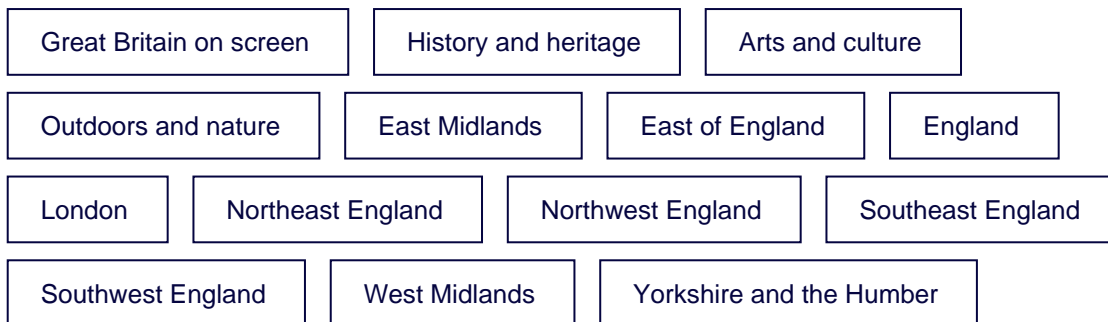 Great Britain on screen History and heritage Arts and culture
Outdoors and nature East Midlands East of England England
London Northeast England Northwest England Southeast England
Southwest England West Midlands Yorkshire and the Humber